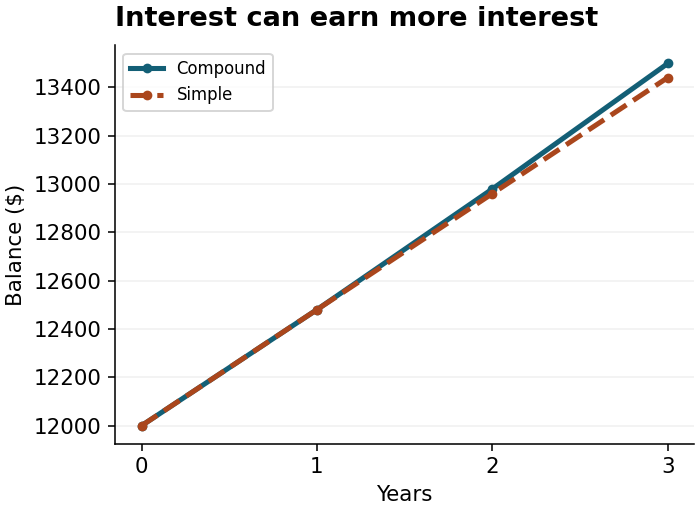 Interest can earn more interest
Compound
Simple
13400
13200
13000
12800
12600
12400
12200
12000
Balance ($)
0 1 2 3
Years